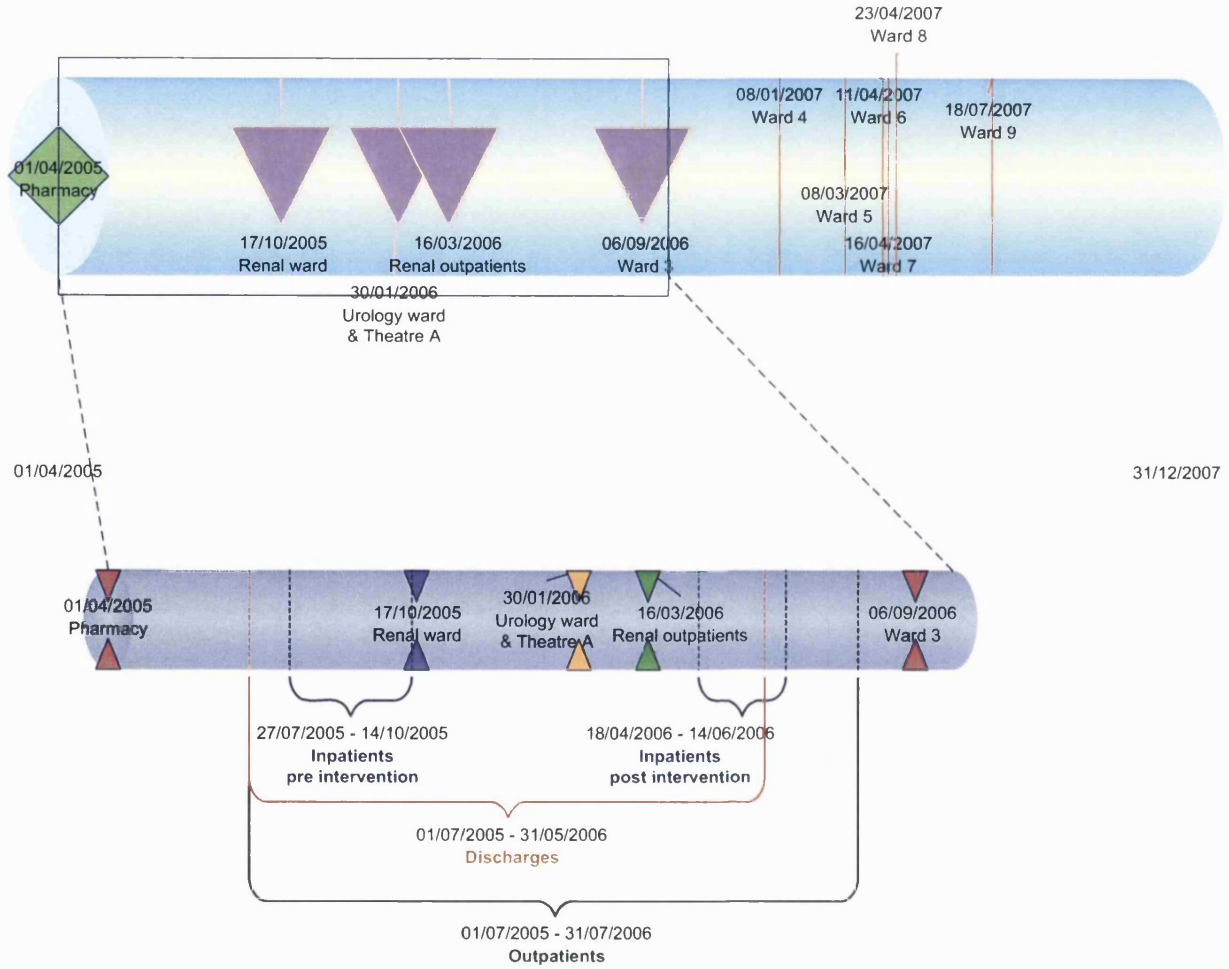 23/04/2007
Ward 8
08/01/2007
Ward 4
11/04/2007
Ward 6
18/07/2007
Ward 9
01/04/2005
Pharmacy
08/03/2007
Ward 5
17/10/2005
Renal ward
16/03/2006
Renal outpatients
06/09/2006
Ward 3
16/04/2007
Ward 7
30/01/2006
Urology ward
& Theatre A
01/04/2005
31/12/2007
01/04/2005
Pharmacy
17/10/2005
Renal ward
30/01/2006
Urology ward
& Theatre A
16/03/2006
Renal outpatients
06/09/2006
Ward 3
27/07/2005 - 14/10/2005
Inpatients
pre intervention
18/04/2006 - 14/06/2006
Inpatients
post intervention
01/07/2005 - 31/05/2006
Discharges
01/07/2005 - 31/07/2006
Outpatients